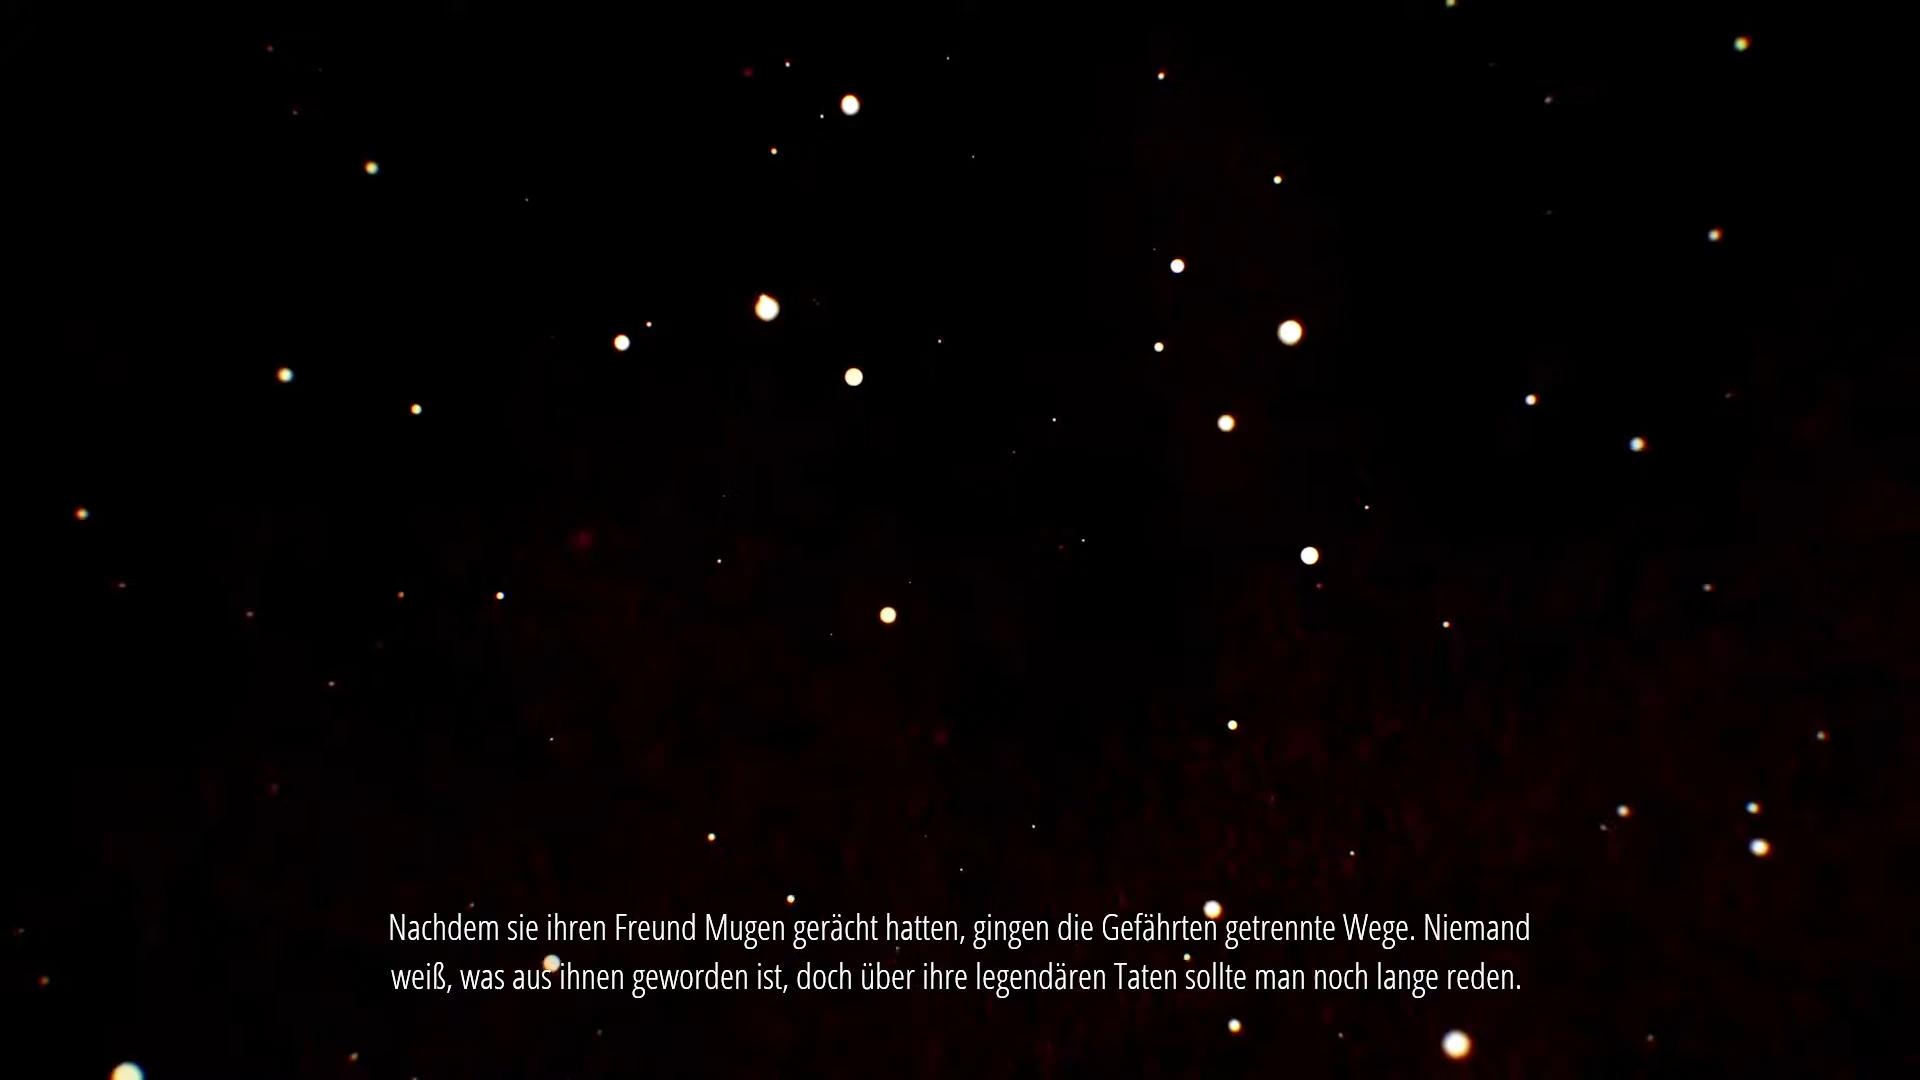 Nachdem sie ihren Freund Mugen gerächt hatten, gingen die Gefährten getrennte Wege. Niemand
weiß, was aus ihnen geworden ist, doch über ihre legendären Taten sollte man noch lange reden.